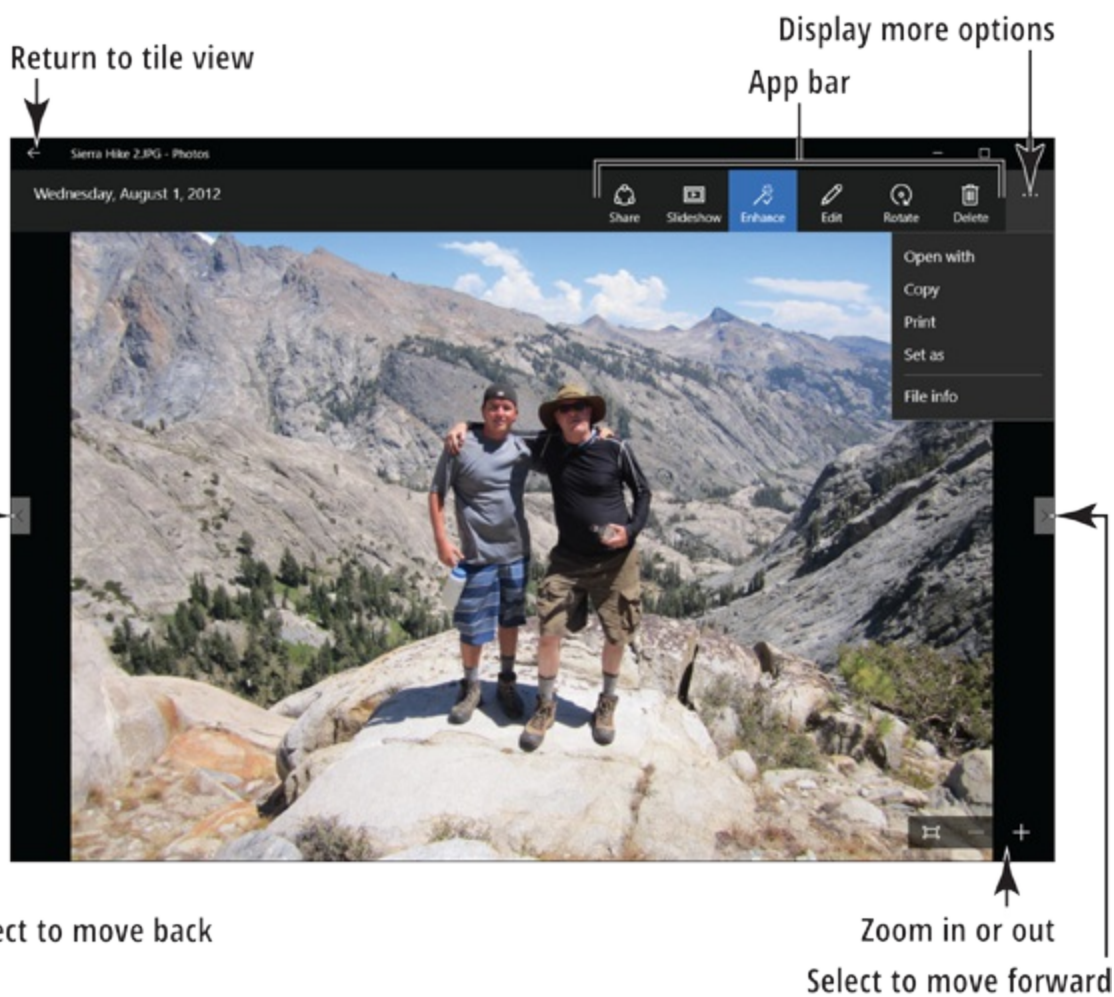 Display more options
Return to tile view
App bar
Sierra Hike 2.JPG - Photos
Wednesday, August 1, 2012
Share Slideshow Enhance Edit Rotate Delete
Open with
Copy
Print
Set as
File info
to move back
Zoom in or out
Select to move forward